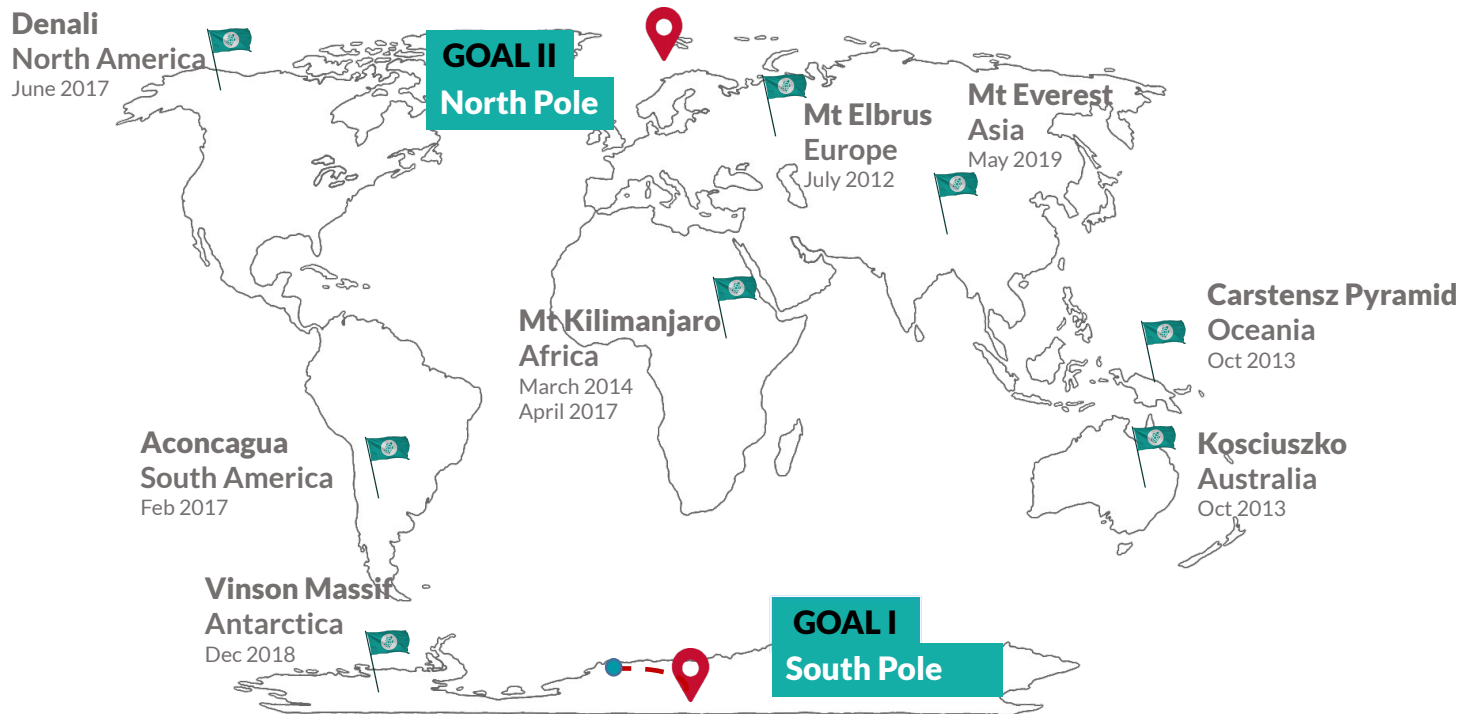 Denali
North America
June 2017
GOAL II
North Pole
Mt Elbrus
Europe
July 2012
Mt Everest
Asia
May 2019
Mt Kilimanjaro
Africa
March 2014
April 2017
Carstensz Pyramid
Oceania
Oct 2013
Aconcagua
South America
Feb 2017
Kosciuszko
Australia
Oct 2013
Vinson Massif
Antarctica
Dec 2018
GOAL I
South Pole